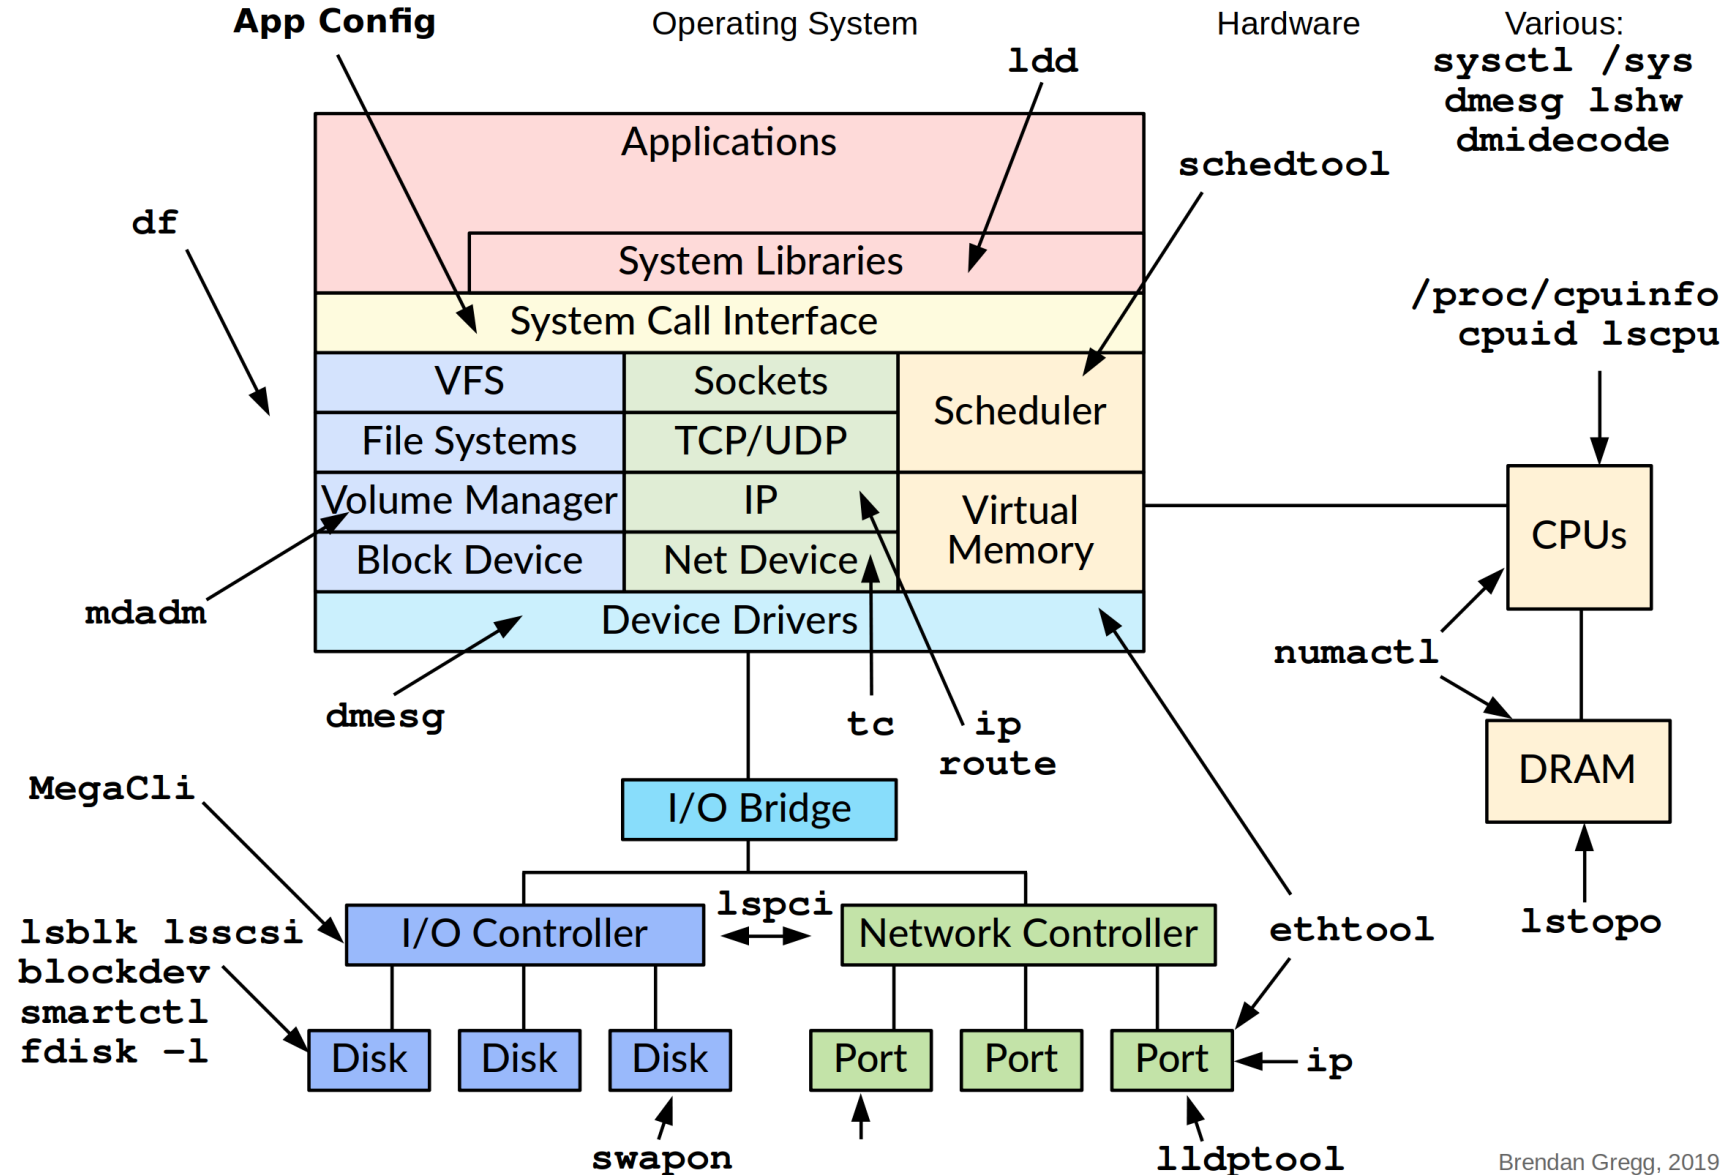 App Config
Operating System
Hardware
Various:
sysctl /sys
dmesg lshw
dmidecode
ldd
Applications
schedtool
df
System Libraries
/proc/cpuinfo
cpuid lscpu
System Call Interface
VFS
Sockets
Scheduler
File Systems
TCP/UDP
Volume Manager
IP
Virtual
Memory
CPUs
Block Device
Net Device
mdadm
Device Drivers
numactl
dmesg
tc
ip
route
DRAM
MegaCli
I/O Bridge
lspci
lsblk lsscsi
blockdev
smartctl
fdisk -l
I/O Controller
Network Controller
ethtool
lstopo
Disk
Disk
Disk
Port
Port
Port
ip
swapon
lldptool
Brendan Gregg, 2019